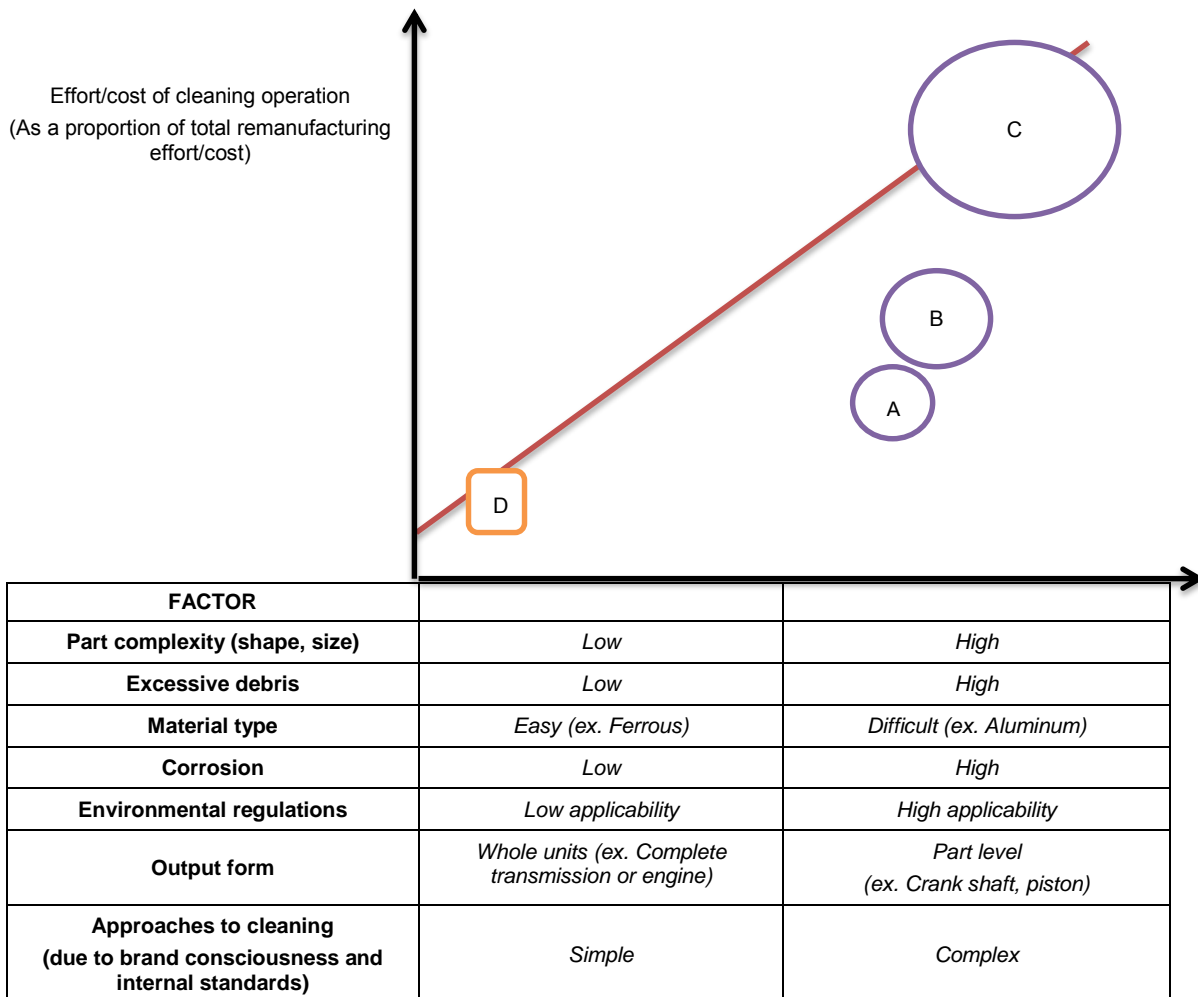 Effort/cost of cleaning operation
(As a proportion of total remanufacturing
effort/cost)
C
B
A
D
FACTOR
Part complexity (shape, size)
Low
High
Excessive debris
Low
High
Material type
Easy (ex. Ferrous)
Difficult (ex. Aluminum)
Corrosion
Low
High
Environmental regulations
Low applicability
High applicability
Output form
Whole units (ex. Complete
transmission or engine)
Part level
(ex. Crank shaft, piston)
Approaches to cleaning
(due to brand consciousness and
internal standards)
Simple
Complex